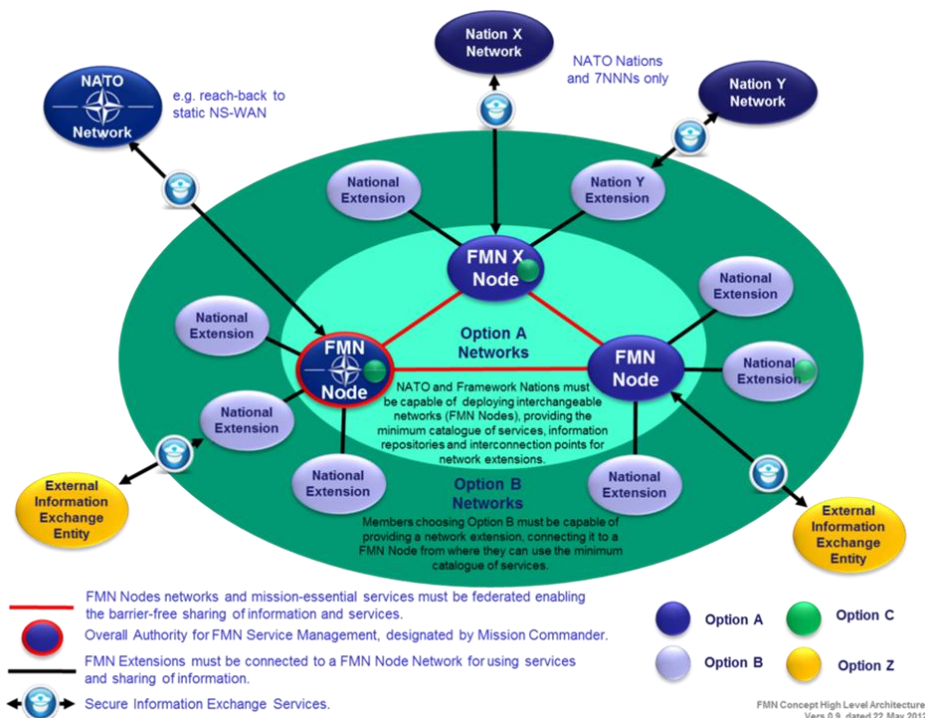 Nation X
Network
NATO Nations
and 7NNNs only
NATO
Network
e.g. reach-back to
static NS-WAN
Nation Y
Network
National
Extension
Nation Y
Extension
FMN X
Node
National
Extension
National
Extension
Option A
Networks
FMN
Node
FMN
Node
National
Extension
NATO and Framework Nations must
be capable of deploying interchangeable
networks (FMN Nodes), providing the
minimum catalogue of services, information
repositories and interconnection points for
network extensions.
National
Extension
National
Extension
National
Extension
Option B
Networks
Members choosing Option B must be capable of
providing a network extension, connecting it to a
FMN Node from where they can use the minimum
catalogue of services.
External
Information
Exchange
Entity
External
Information
Exchange
Entity
FMN Nodes networks and mission-essential services must be federated enabling
the barrier-free sharing of information and services.
Overall Authority for FMN Service Management, designated by Mission Commander.
FMN Extensions must be connected to a FMN Node Network for using services
and sharing of information.
Secure Information Exchange Services.
Option A
Option C
Option B
Option Z
FMN Concept High Level Architecture
Vers 0.9, dated 22 May 2012